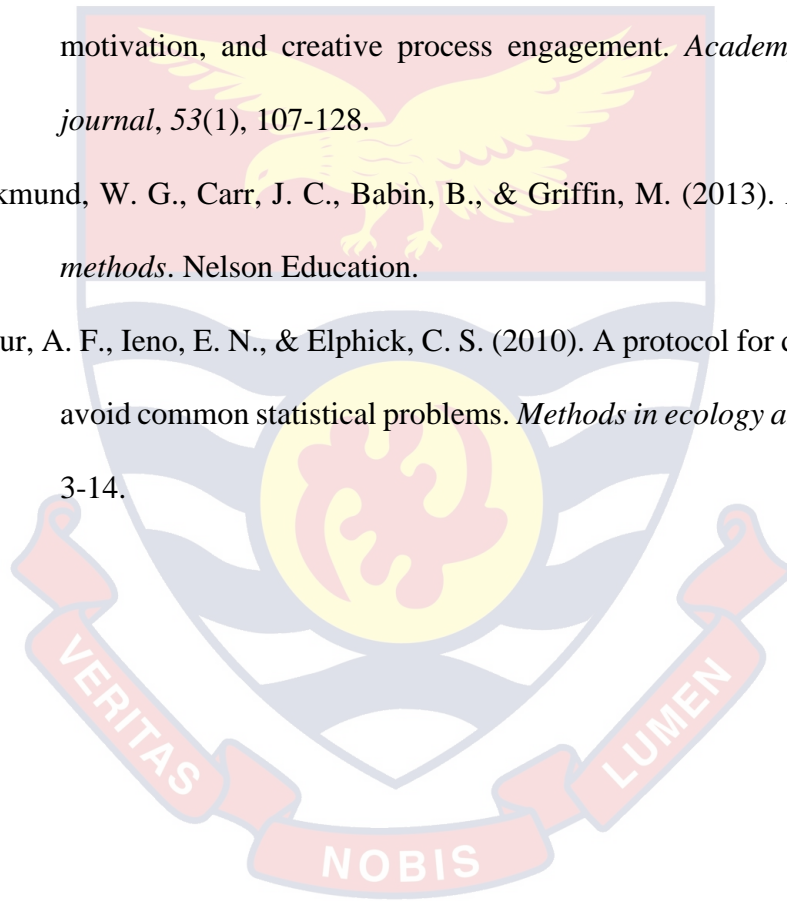 motivation, and creative process engagement. Academ
journal, 53(1), 107-128.
kmund, W. G., Carr, J. C., Babin, B., & Griffin, M. (2013).
methods. Nelson Education.
ur, A. F., Ieno, E. N., & Elphick, C. S. (2010). A protocol for
avoid common statistical problems. Methods in ecology a
3-14.
VERITAS
NOBIS
LUMEN